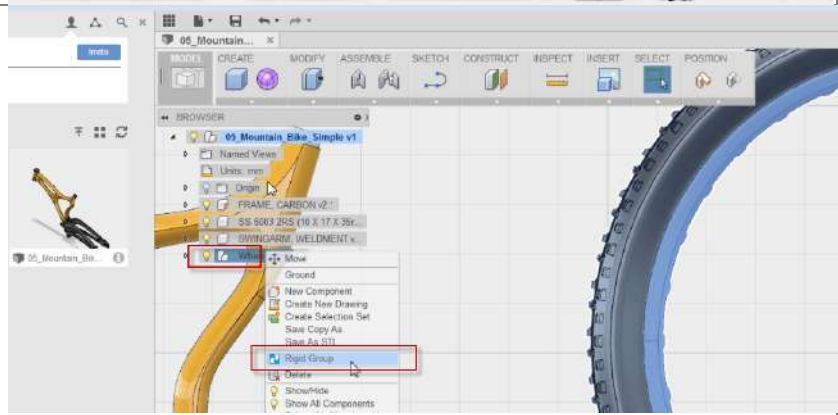 Invite
05_Mountain...
MODEL
CREATE
MODIFY
ASSEMBLE
SKETCH
CONSTRUCT
INSPECT
INSERT
SELECT
POSITION
BROWSER
05_Mountain_Bike_Simple v1
Named Views
Units: mm
Origin
FRAME, CARBON v2:
SS 6003 2RS (10 X 17 X 35r...
SWINGARM, WELDMENT v...
Move
Ground
New Component
Create New Drawing
Create Selection Set
Save Copy As
Save As STL
Rigid Group
Delete
Show/Hide
Show All Components
05_Mountain_Bik...